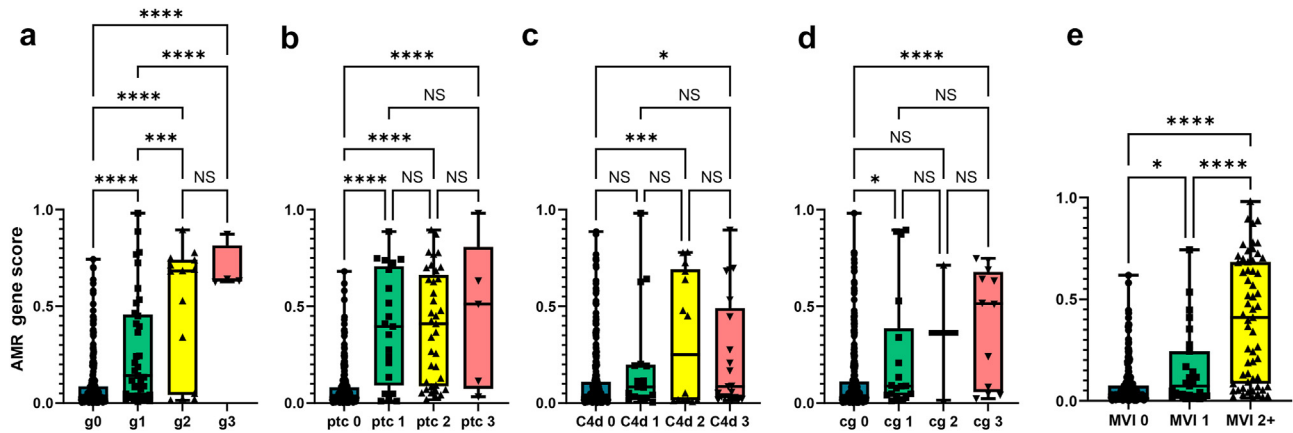 a
b
c
d
e
****
****
****
***
****
NS
****
NS
****
NS
NS
****
*
NS
***
NS
NS
NS
****
NS
NS
NS
NS
*
****
*
****
AMR gene score
1.0
0.5
0.0
g0 g1 g2 g3
1.0
0.5
0.0
ptc 0 ptc 1 ptc 2 ptc 3
1.0
0.5
0.0
C4d 0 C4d 1 C4d 2 C4d 3
1.0
0.5
0.0
cg 0 cg 1 cg 2 cg 3
1.0
0.5
0.0
MVI 0 MVI 1 MVI 2+